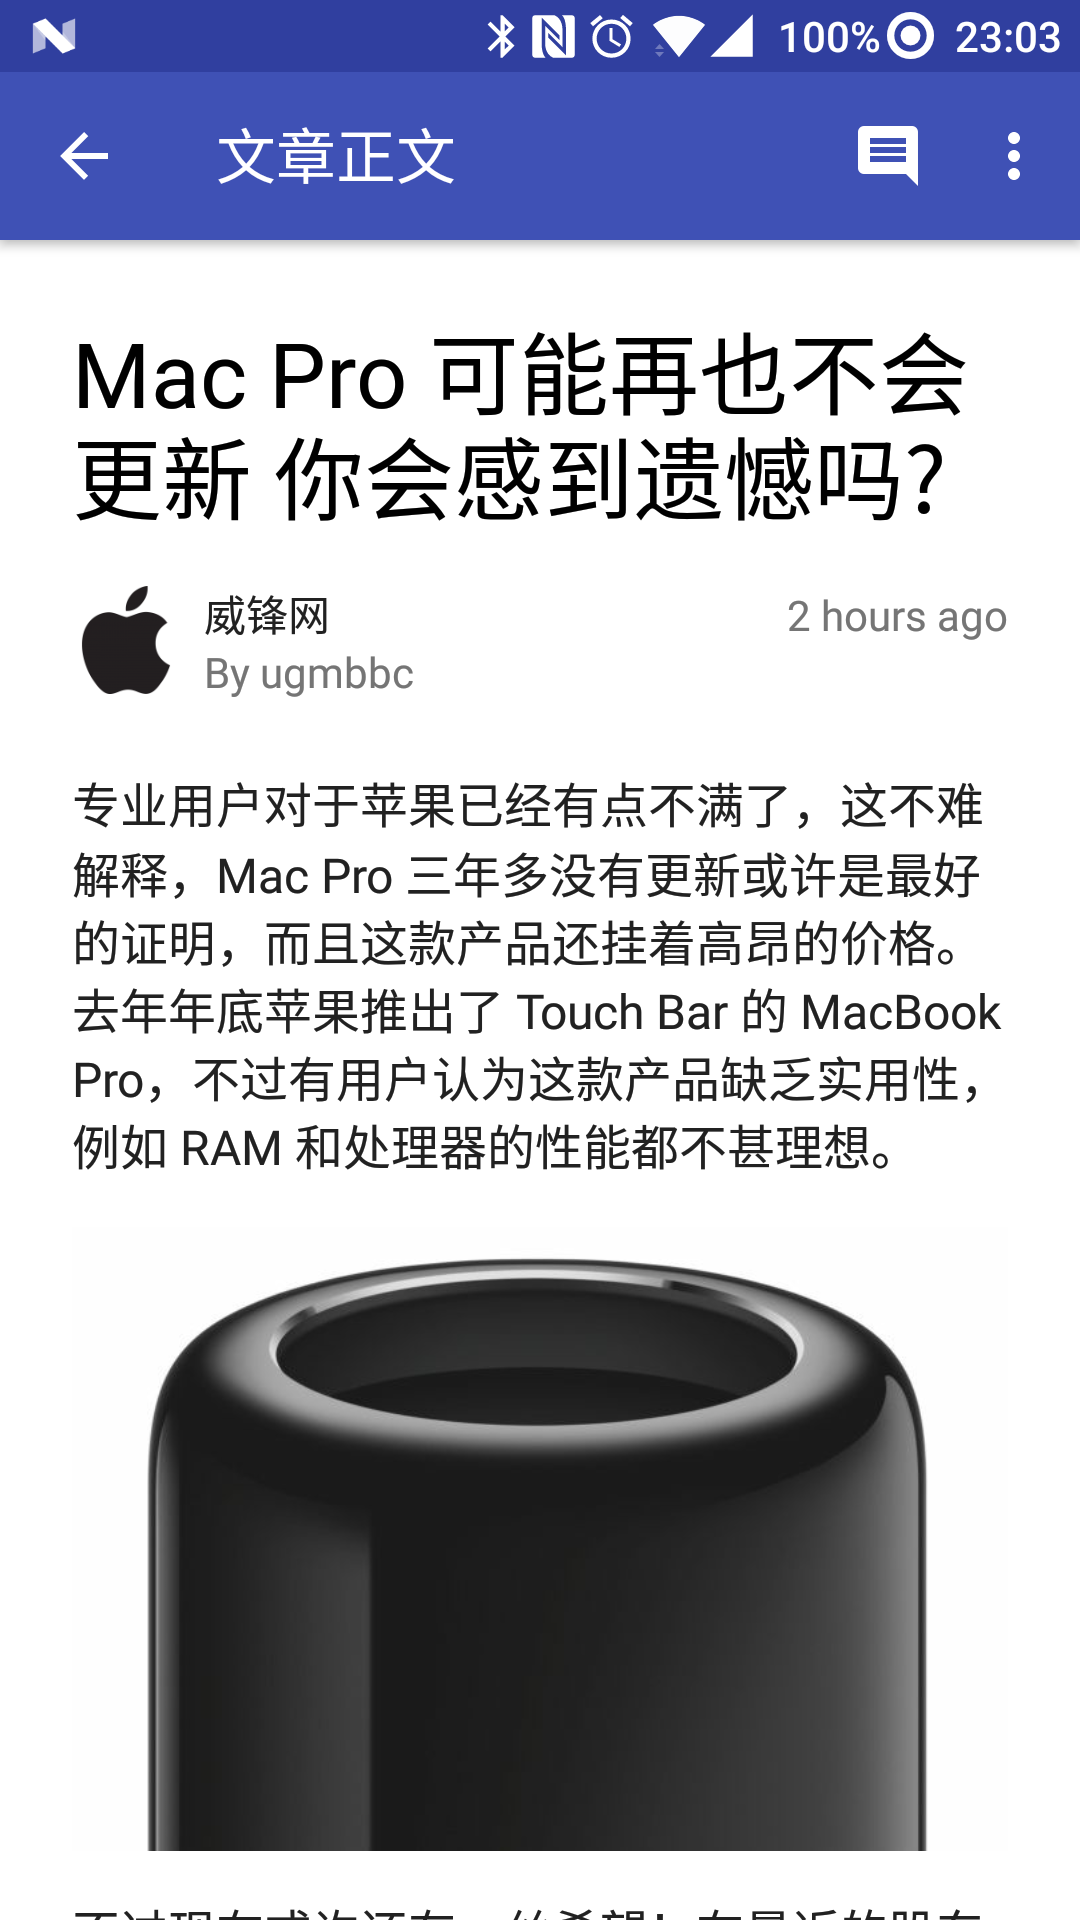 100% 23:03
文章正文
Mac Pro 可能再也不会
更新 你会感到遗憾吗?
威锋网 2 hours ago
By ugmbbc
专业用户对于苹果已经有点不满了，这不难
解释，Mac Pro 三年多没有更新或许是最好
的证明，而且这款产品还挂着高昂的价格。
去年年底苹果推出了 Touch Bar 的 MacBook
Pro，不过有用户认为这款产品缺乏实用性，
例如 RAM 和处理器的性能都不甚理想。